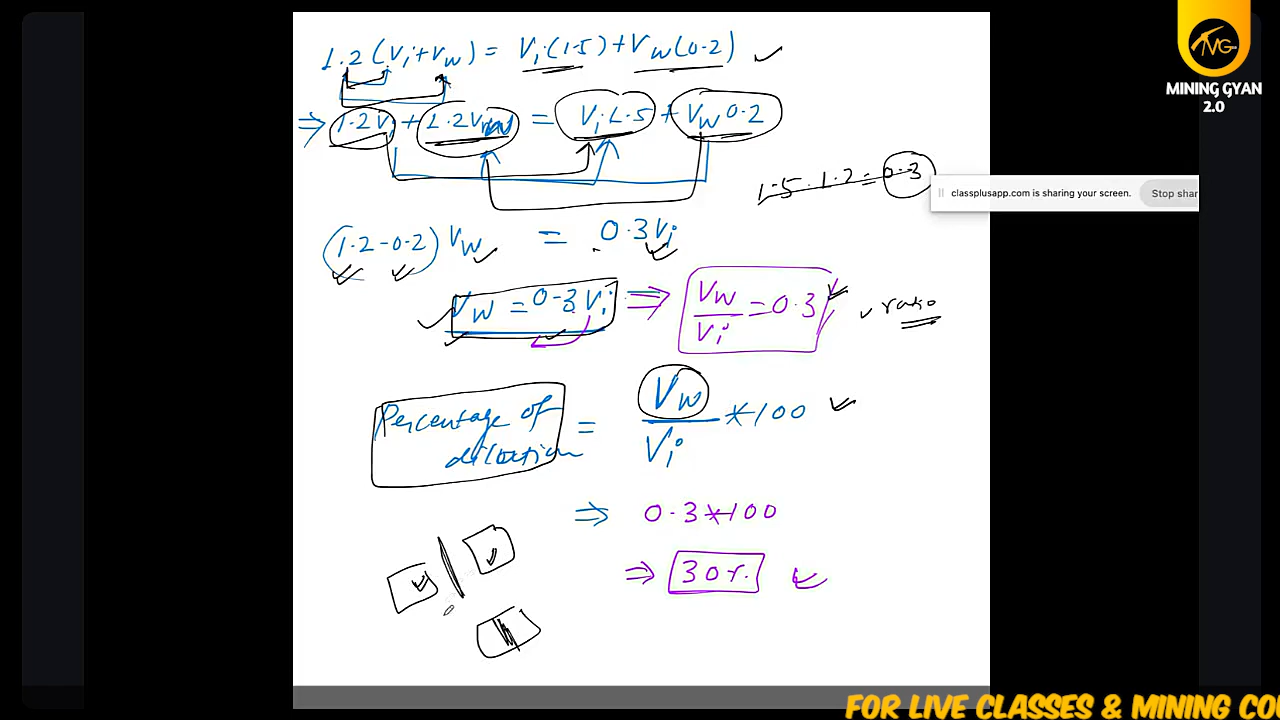 1.2(Vi+Vw) = Vi(1.5)+Vw(0.2)
⇒ 1.2Vi + 1.2Vw = Vi1.5 + Vw0.2
1.5-1.2=0.3
(1.2-0.2) Vw = 0.3Vi
Vw = 0.3Vi ⇒ Vw/Vi = 0.3 ratio
Percentage of dilution = Vw/Vi * 100
⇒ 0.3*100
⇒ 30%
MINING GYAN
2.0
classplusapp.com is sharing your screen. Stop shar
FOR LIVE CLASSES & MINING CO